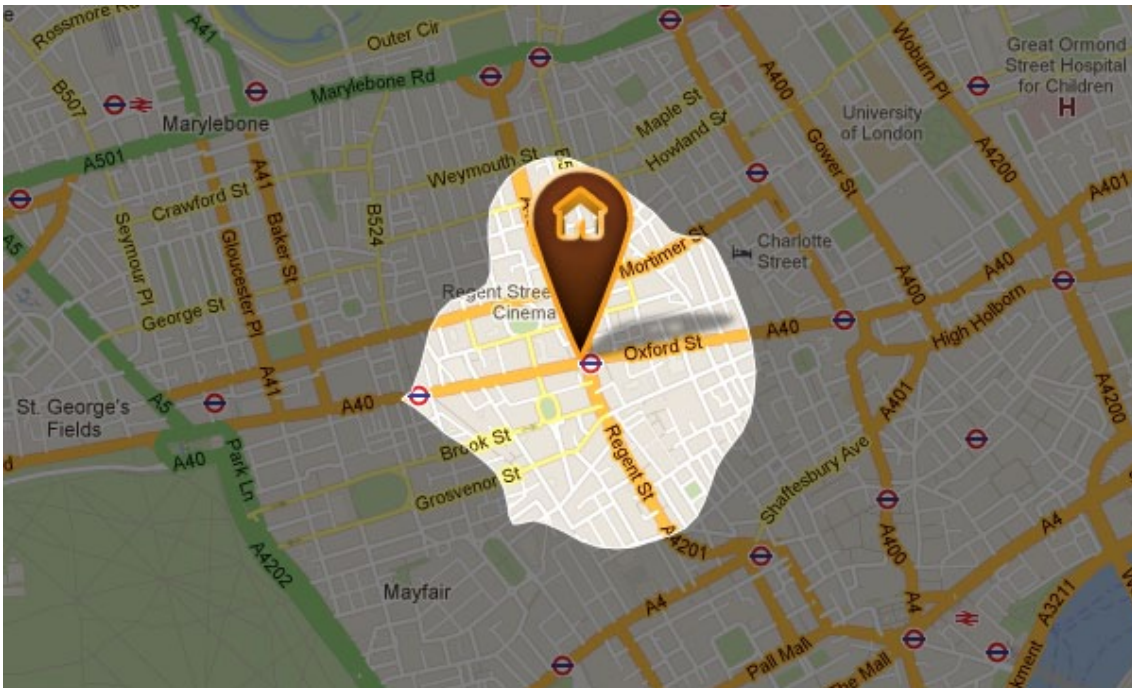 e
Rossmore Rd
A41
Outer Cir
Marylebone Rd
A400
Woburn Pl
Great Ormond
Street Hospital
for Children
H
B507
Marylebone
Maple St
University
of London
A501
Weymouth St
Howland St
Gower St
A4200
A401
Crawford St
A41
B524
Seymour Pl
Gloucester Pl
Baker St
Mortimer St
Charlotte
Street
A5
George St
Regent Stree
Cinema
A40
A400
High Holborn
Oxford St
A40
A41
A40
St. George's
Fields
A5
A401
A4200
d
A40
Park Ln
Brook St
Regent St
Grosvenor St
Shaftesbury Ave
A4202
A4201
A400
A4
Mayfair
A4
A4
A3211
Pall Mall
The Mall
kment